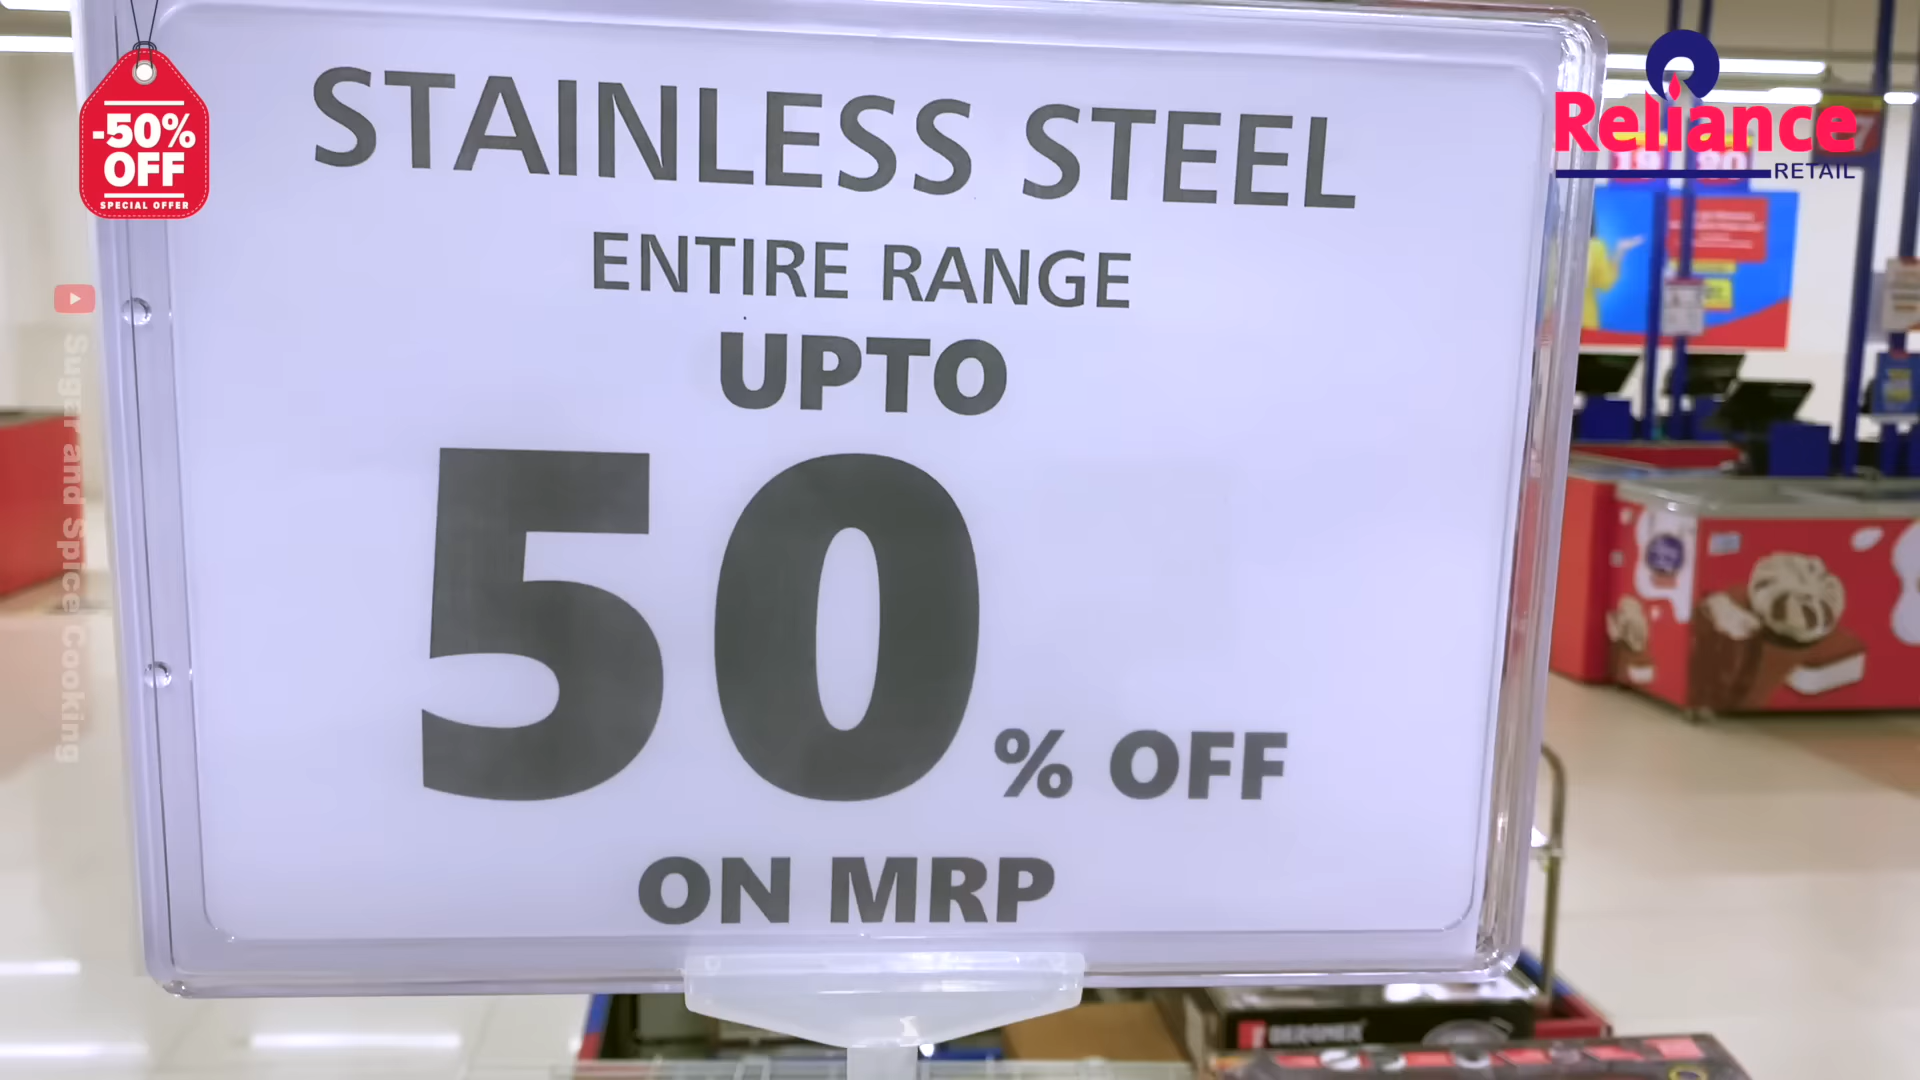 -50%
OFF
SPECIAL OFFER
STAINLESS STEEL
ENTIRE RANGE
UPTO
50 % OFF
ON MRP
Reliance
RETAIL
Sugar and Spice Cooking